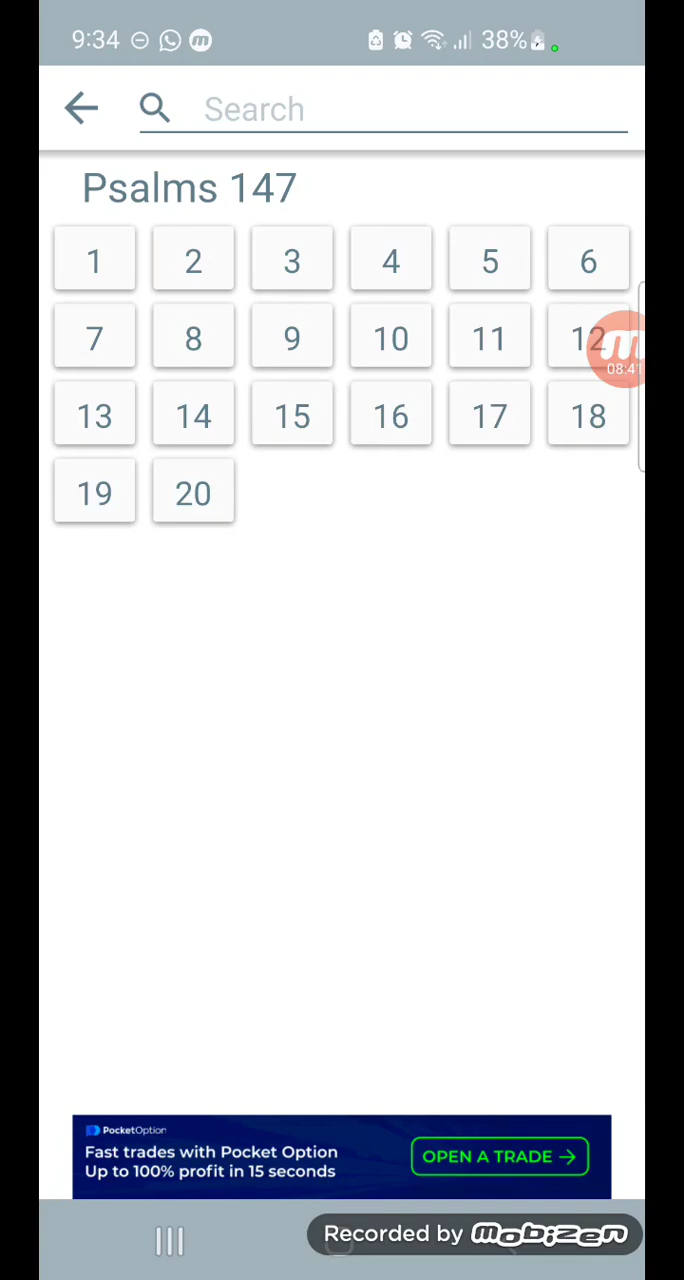 9:34 38%
Search
Psalms 147
1 2 3 4 5 6
7 8 9 10 11 12
08:41
13 14 15 16 17 18
19 20
PocketOption
Fast trades with Pocket Option
Up to 100% profit in 15 seconds
OPEN A TRADE →
Recorded by mobizen